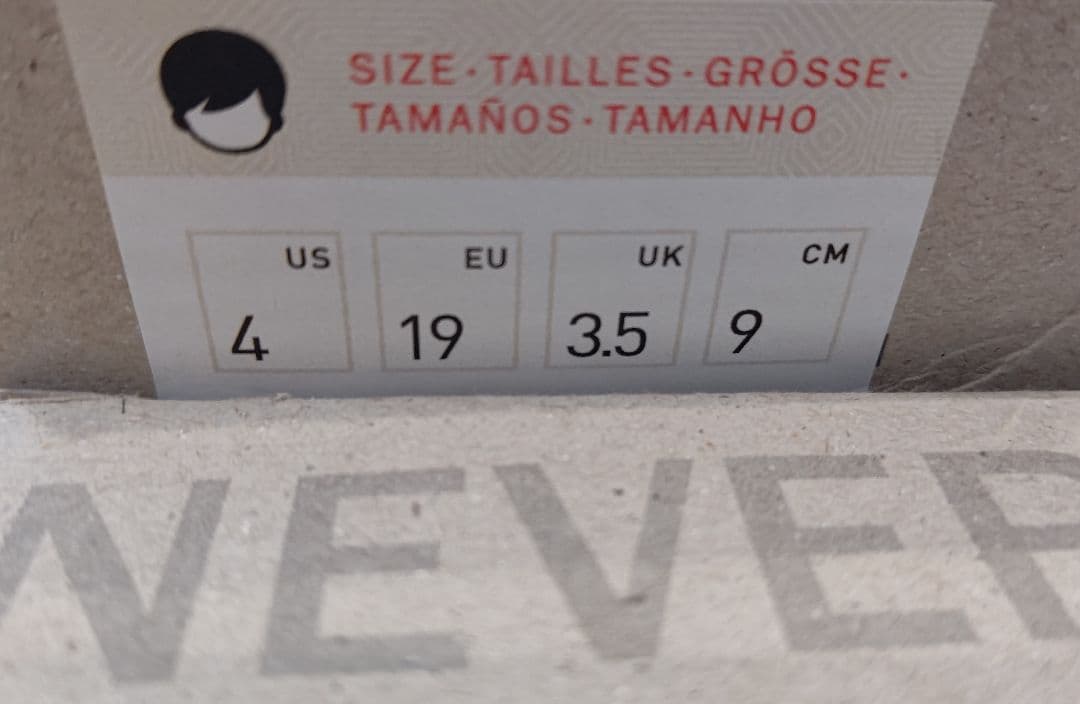 SIZE · TAILLES · GRÖSSE ·
TAMAÑOS · TAMANHO
US EU UK CM
4 19 3.5 9
NEVER